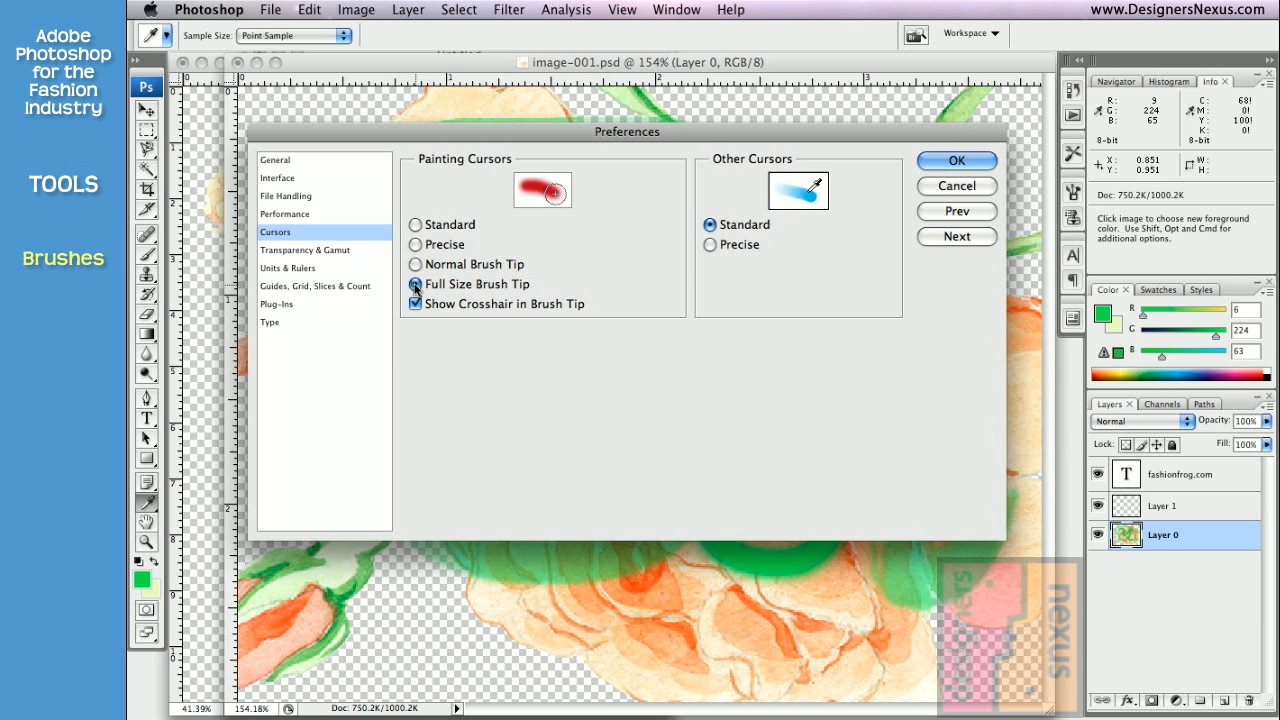 Adobe
Photoshop
for the
Fashion
Industry
TOOLS
Brushes
Photoshop File Edit Image Layer Select Filter Analysis View Window Help www.DesignersNexus.com
Sample Size: Point Sample
Workspace
image-001.psd @ 154% (Layer 0, RGB/8)
Preferences
General
Interface
File Handling
Performance
Cursors
Transparency & Gamut
Units & Rulers
Guides, Grid, Slices & Count
Plug-Ins
Type
Painting Cursors
Standard
Precise
Normal Brush Tip
Full Size Brush Tip
Show Crosshair in Brush Tip
Other Cursors
Standard
Precise
OK
Cancel
Prev
Next
Ps
Navigator Histogram Info
R: 9 C: 68!
G: 224 M: 0!
B: 65 Y: 100!
K: 0!
8-bit 8-bit
X: 0.851 W:
Y: 0.951 H:
Doc: 750.2K/1000.2K
Click image to choose new foreground
color. Use Shift, Opt and Cmd for
additional options.
Color Swatches Styles
R 6
G 224
B 63
Layers Channels Paths
Normal Opacity: 100%
Lock: Fill: 100%
T fashionfrog.com
Layer 1
Layer 0
41.39% 154.18% Doc: 750.2K/1000.2K
nexus